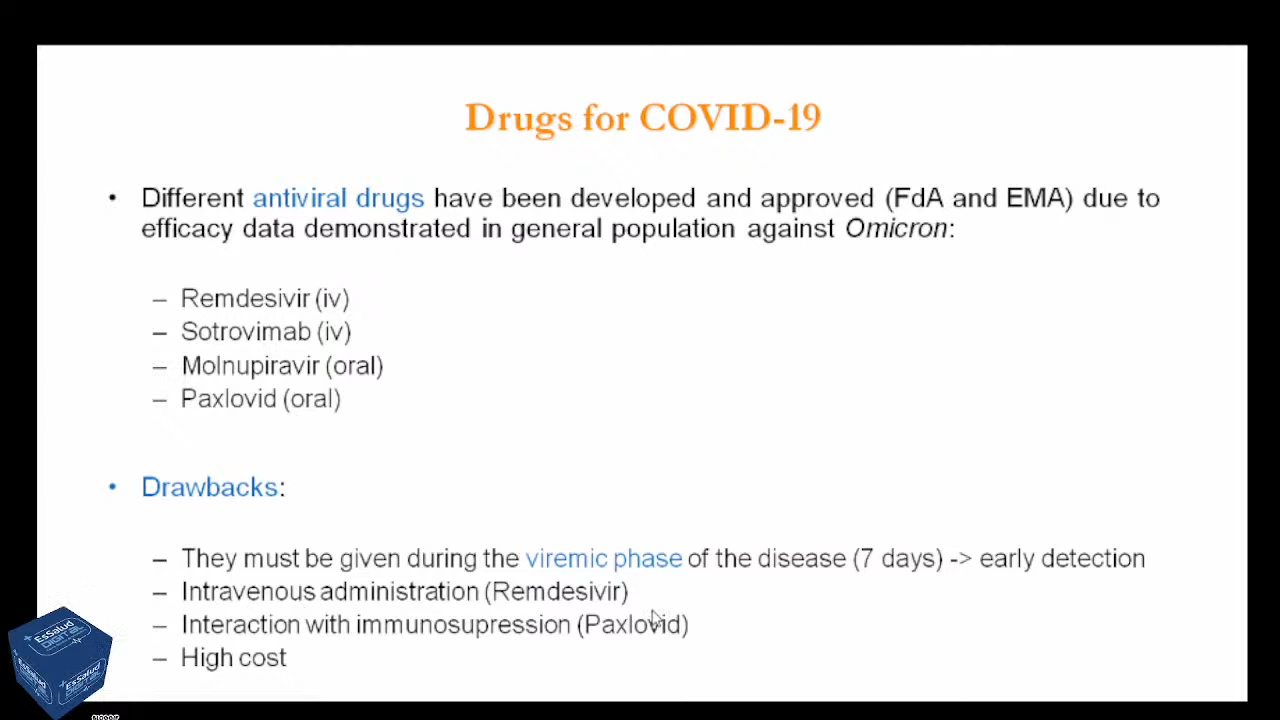 Drugs for COVID-19
• Different antiviral drugs have been developed and approved (FdA and EMA) due to
efficacy data demonstrated in general population against Omicron:
– Remdesivir (iv)
– Sotrovimab (iv)
– Molnupiravir (oral)
– Paxlovid (oral)
• Drawbacks:
– They must be given during the viremic phase of the disease (7 days) -> early detection
– Intravenous administration (Remdesivir)
– Interaction with immunosupression (Paxlovid)
– High cost
EsSalud
DIGITAL
EsSalud